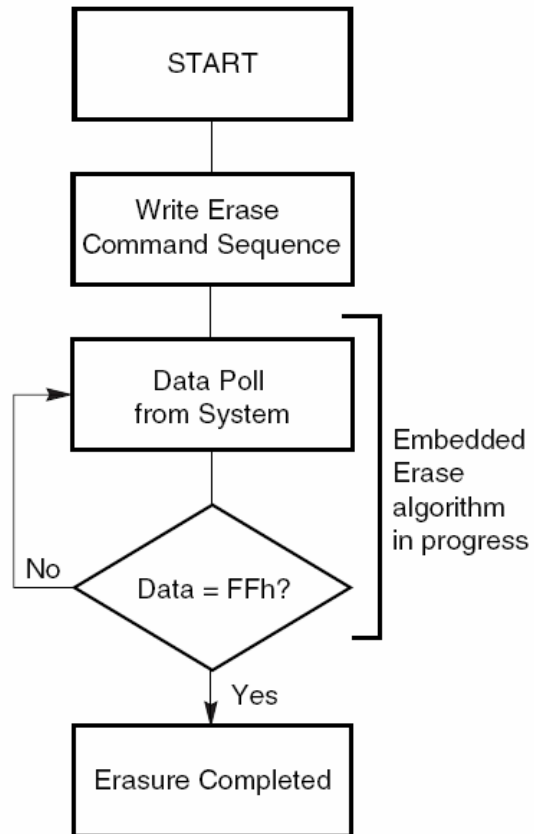 START
Write Erase
Command Sequence
Data Poll
from System
Embedded
Erase
algorithm
in progress
No
Data = FFh?
Yes
Erasure Completed